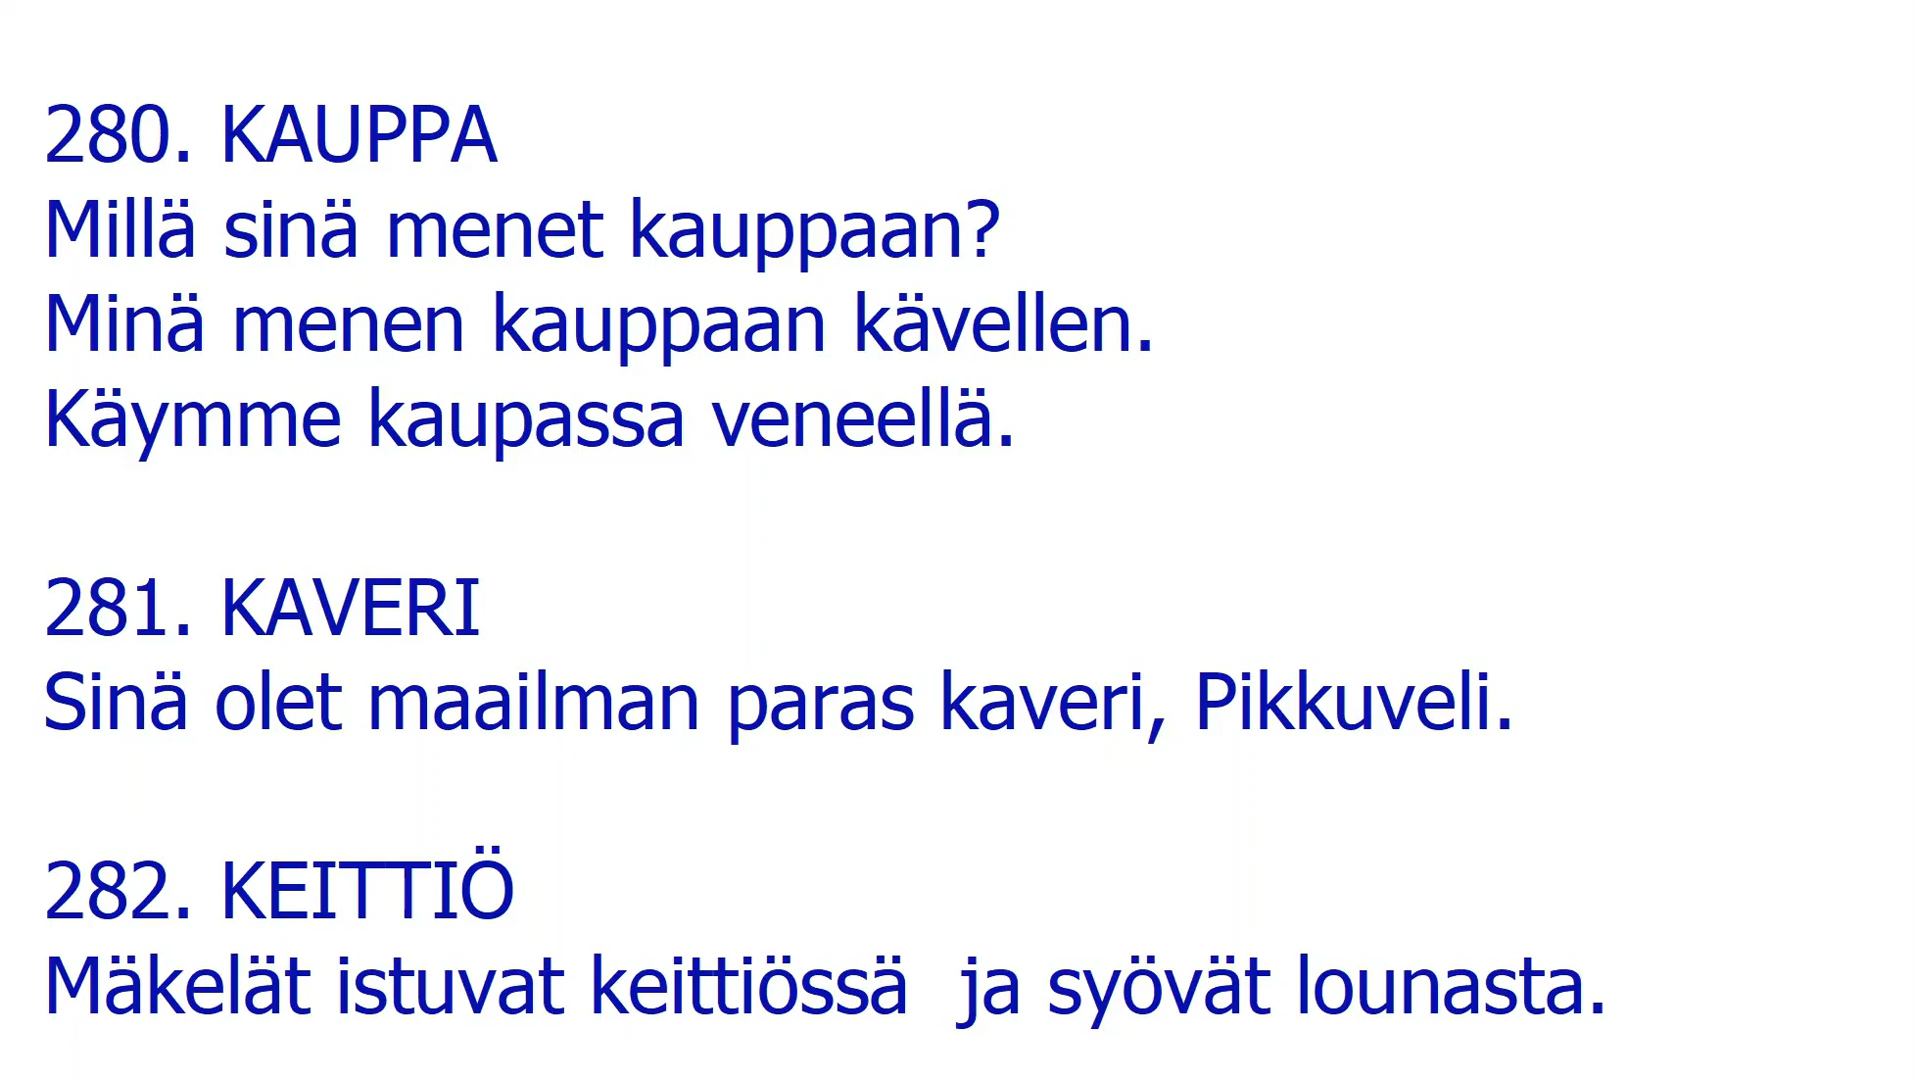 280. KAUPPA
Millä sinä menet kauppaan?
Minä menen kauppaan kävellen.
Käymme kaupassa veneellä.
281. KAVERI
Sinä olet maailman paras kaveri, Pikkuveli.
282. KEITTIÖ
Mäkelät istuvat keittiössä  ja syövät lounasta.